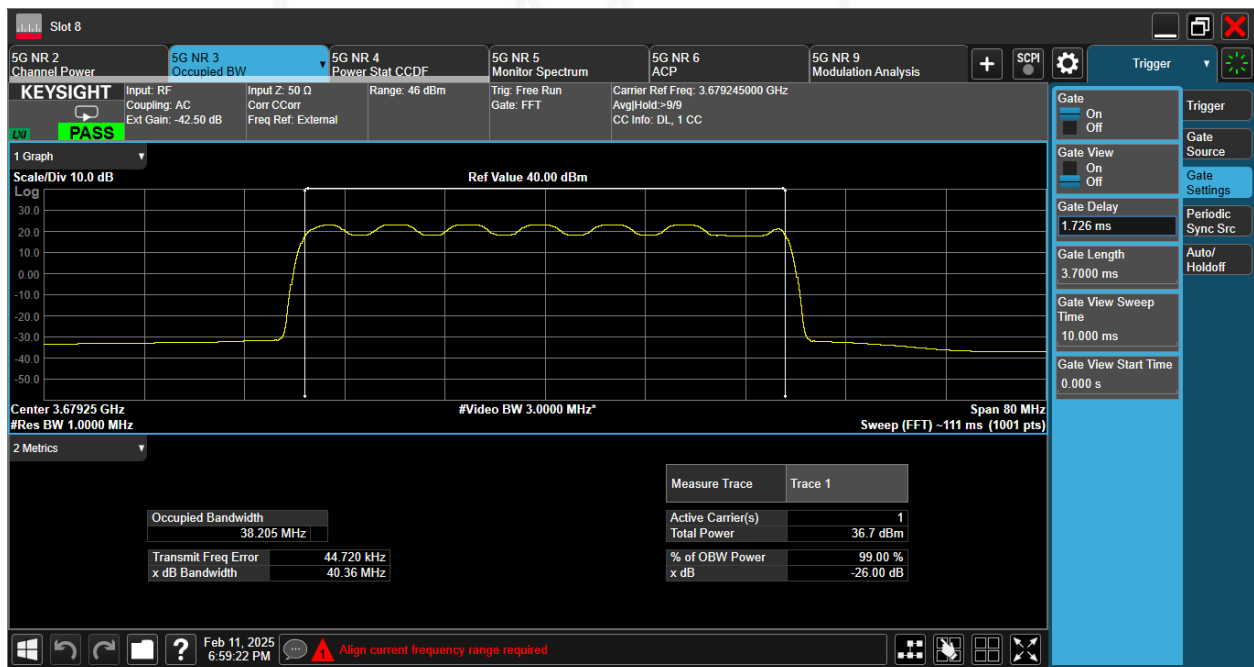 Slot 8
5G NR 2
Channel Power
5G NR 3
Occupied BW
5G NR 4
Power Stat CCDF
5G NR 5
Monitor Spectrum
5G NR 6
ACP
5G NR 9
Modulation Analysis
SCPI
Trigger
KEYSIGHT
LXI
PASS
Input: RF
Coupling: AC
Ext Gain: -42.50 dB
Input Z: 50 Ω
Corr CCorr
Freq Ref: External
Range: 46 dBm
Trig: Free Run
Gate: FFT
Carrier Ref Freq: 3.679245000 GHz
Avg|Hold:>9/9
CC Info: DL, 1 CC
1 Graph
Scale/Div 10.0 dB
Ref Value 40.00 dBm
Log
30.0
20.0
10.0
0.00
-10.0
-20.0
-30.0
-40.0
-50.0
Center 3.67925 GHz
#Video BW 3.0000 MHz*
Span 80 MHz
#Res BW 1.0000 MHz
Sweep (FFT) ~111 ms (1001 pts)
2 Metrics
Measure Trace Trace 1
Occupied Bandwidth
38.205 MHz
Transmit Freq Error 44.720 kHz
x dB Bandwidth 40.36 MHz
Active Carrier(s) 1
Total Power 36.7 dBm
% of OBW Power 99.00 %
x dB -26.00 dB
Gate
On
Off
Gate View
On
Off
Gate Delay
1.726 ms
Gate Length
3.7000 ms
Gate View Sweep
Time
10.000 ms
Gate View Start Time
0.000 s
Trigger
Gate
Source
Gate
Settings
Periodic
Sync Src
Auto/
Holdoff
?
Feb 11, 2025
6:59:22 PM
1
Align current frequency range required